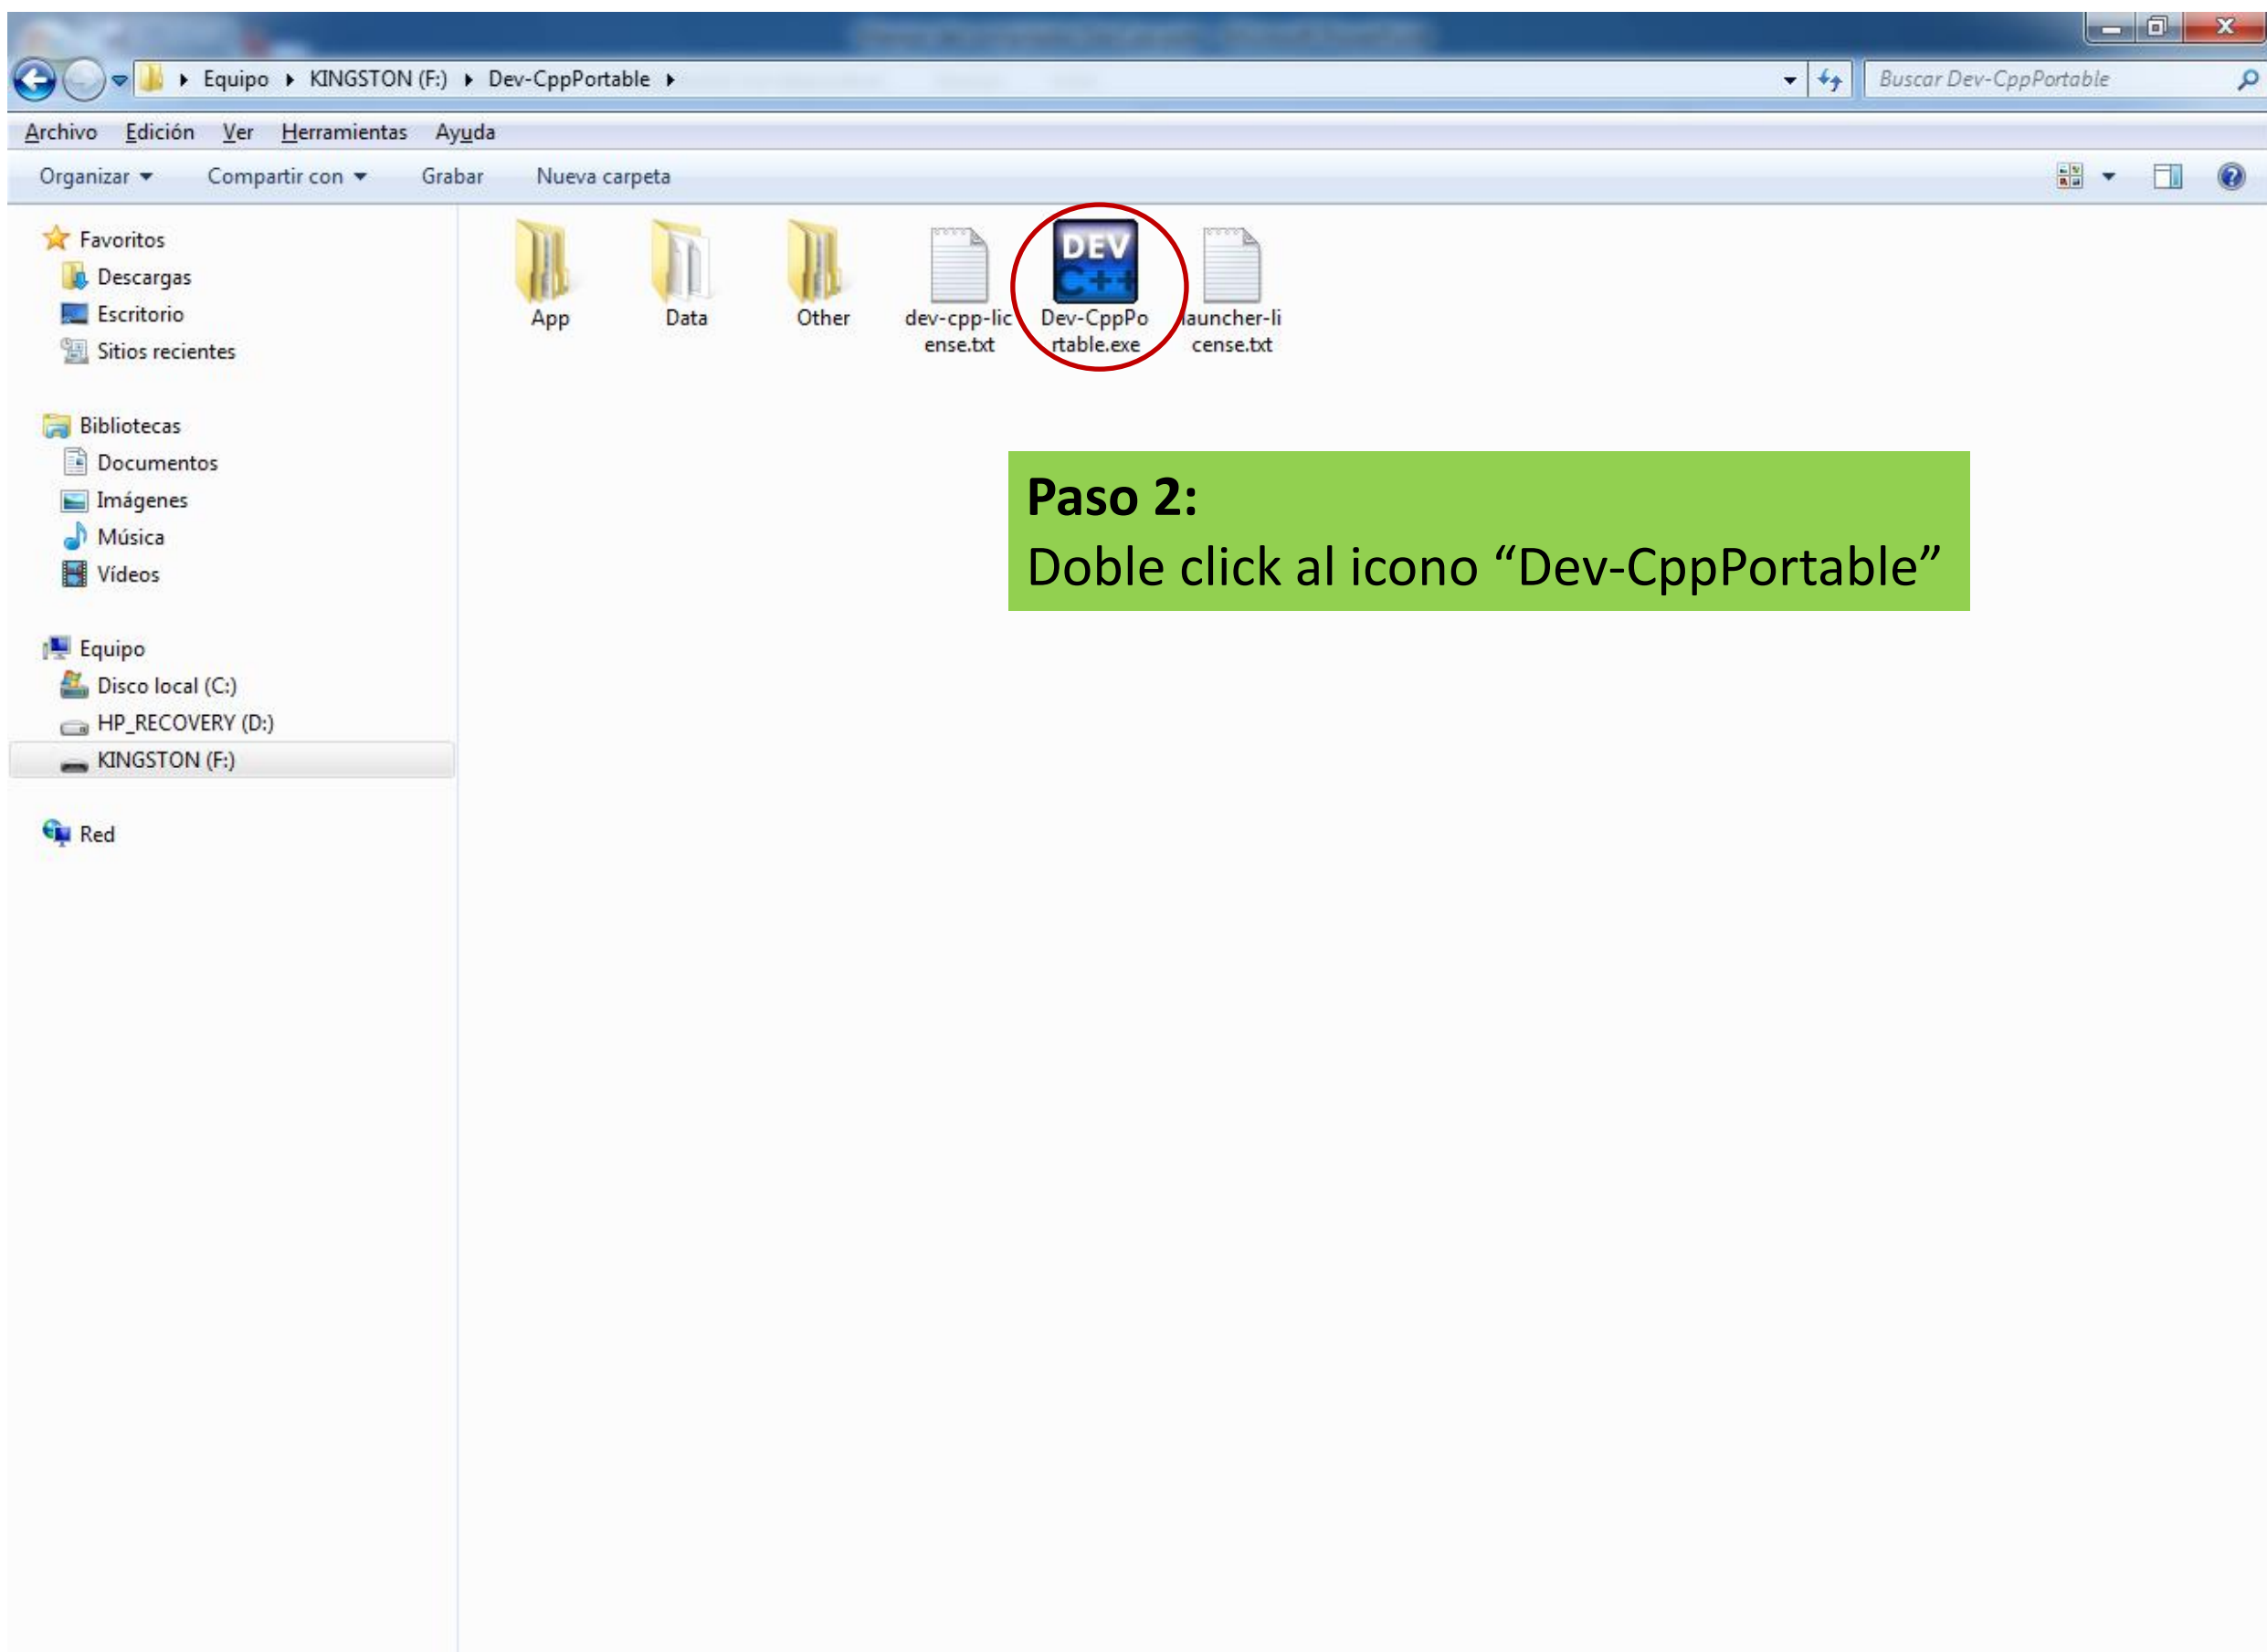 Equipo KINGSTON (F:) Dev-CppPortable
Buscar Dev-CppPortable
Archivo Edición Ver Herramientas Ayuda
Organizar Compartir con Grabar Nueva carpeta
Favoritos
Descargas
Escritorio
Sitios recientes
Bibliotecas
Documentos
Imágenes
Música
Vídeos
Equipo
Disco local (C:)
HP_RECOVERY (D:)
KINGSTON (F:)
Red
App
Data
Other
dev-cpp-lic
ense.txt
DEV
C++
Dev-CppPo
rtable.exe
launcher-li
cense.txt
Paso 2:
Doble click al icono “Dev-CppPortable”